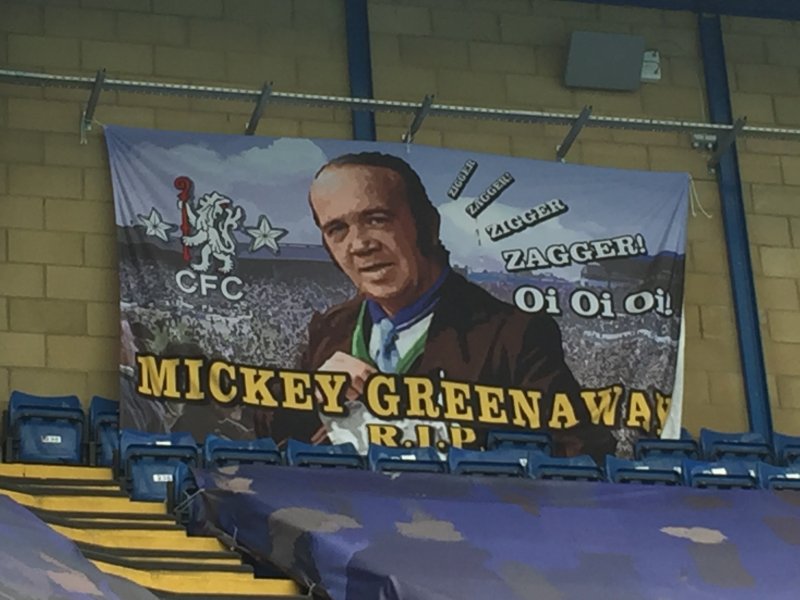 CFC
ZIGGER
ZAGGER!
ZIGGER
ZAGGER!
Oi Oi Oi!
MICKEY GREENAWAY
R.I.P